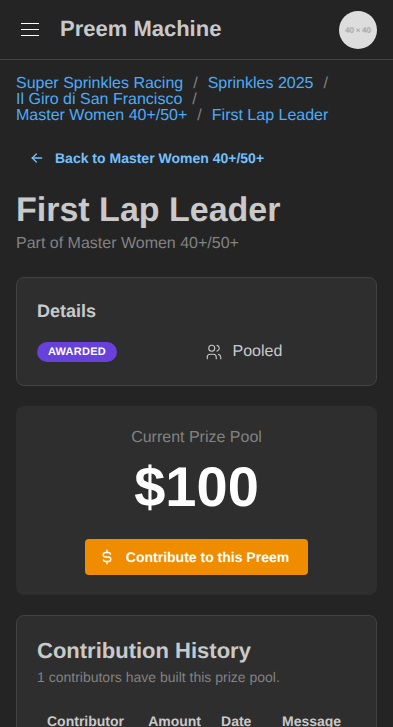 Preem Machine
40 × 40
Super Sprinkles Racing / Sprinkles 2025 /
Il Giro di San Francisco /
Master Women 40+/50+ / First Lap Leader
Back to Master Women 40+/50+
First Lap Leader
Part of Master Women 40+/50+
Details
AWARDED Pooled
Current Prize Pool
$100
Contribute to this Preem
Contribution History
1 contributors have built this prize pool.
Contributor Amount Date Message